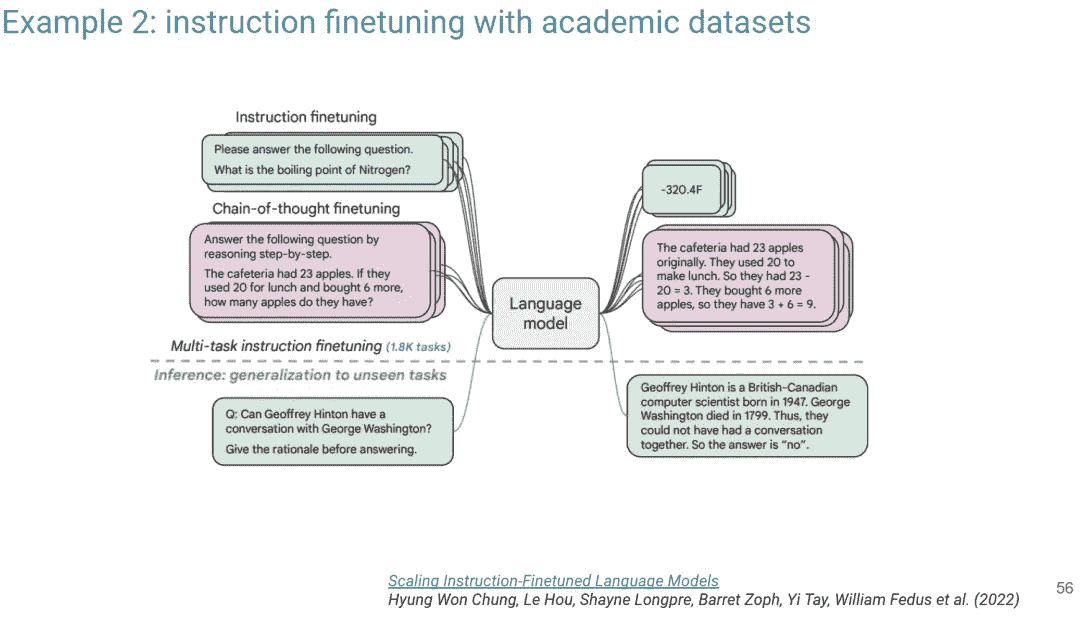 Example 2: instruction finetuning with academic datasets
Instruction finetuning
Please answer the following question.
What is the boiling point of Nitrogen?
-320.4F
Chain-of-thought finetuning
Answer the following question by
reasoning step-by-step.
The cafeteria had 23 apples. If they
used 20 for lunch and bought 6 more,
how many apples do they have?
The cafeteria had 23 apples
originally. They used 20 to
make lunch. So they had 23 -
20 = 3. They bought 6 more
apples, so they have 3 + 6 = 9.
Language
model
Multi-task instruction finetuning (1.8K tasks)
Inference: generalization to unseen tasks
Q: Can Geoffrey Hinton have a
conversation with George Washington?
Give the rationale before answering.
Geoffrey Hinton is a British-Canadian
computer scientist born in 1947. George
Washington died in 1799. Thus, they
could not have had a conversation
together. So the answer is “no”.
Scaling Instruction-Finetuned Language Models
Hyung Won Chung, Le Hou, Shayne Longpre, Barret Zoph, Yi Tay, William Fedus et al. (2022)
56